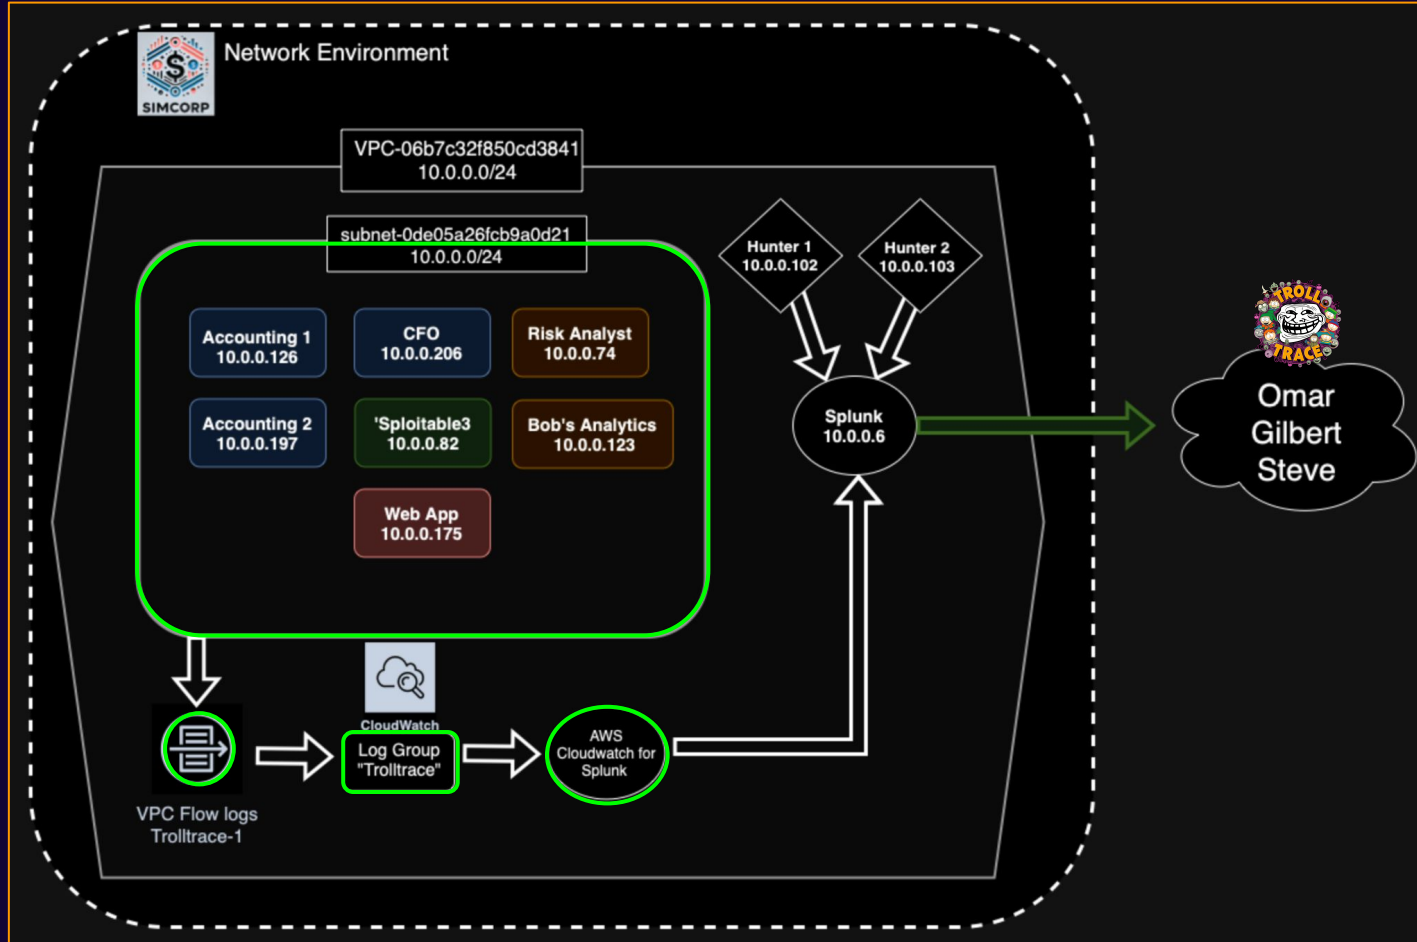 SIMCORP
Network Environment
VPC-06b7c32f850cd3841
10.0.0.0/24
subnet-0de05a26fcb9a0d21
10.0.0.0/24
Accounting 1
10.0.0.126
CFO
10.0.0.206
Risk Analyst
10.0.0.74
Accounting 2
10.0.0.197
'Sploitable3
10.0.0.82
Bob's Analytics
10.0.0.123
Web App
10.0.0.175
Hunter 1
10.0.0.102
Hunter 2
10.0.0.103
Splunk
10.0.0.6
TROLL
TRACE
Omar
Gilbert
Steve
VPC Flow logs
Trolltrace-1
CloudWatch
Log Group
"Trolltrace"
AWS
Cloudwatch for
Splunk